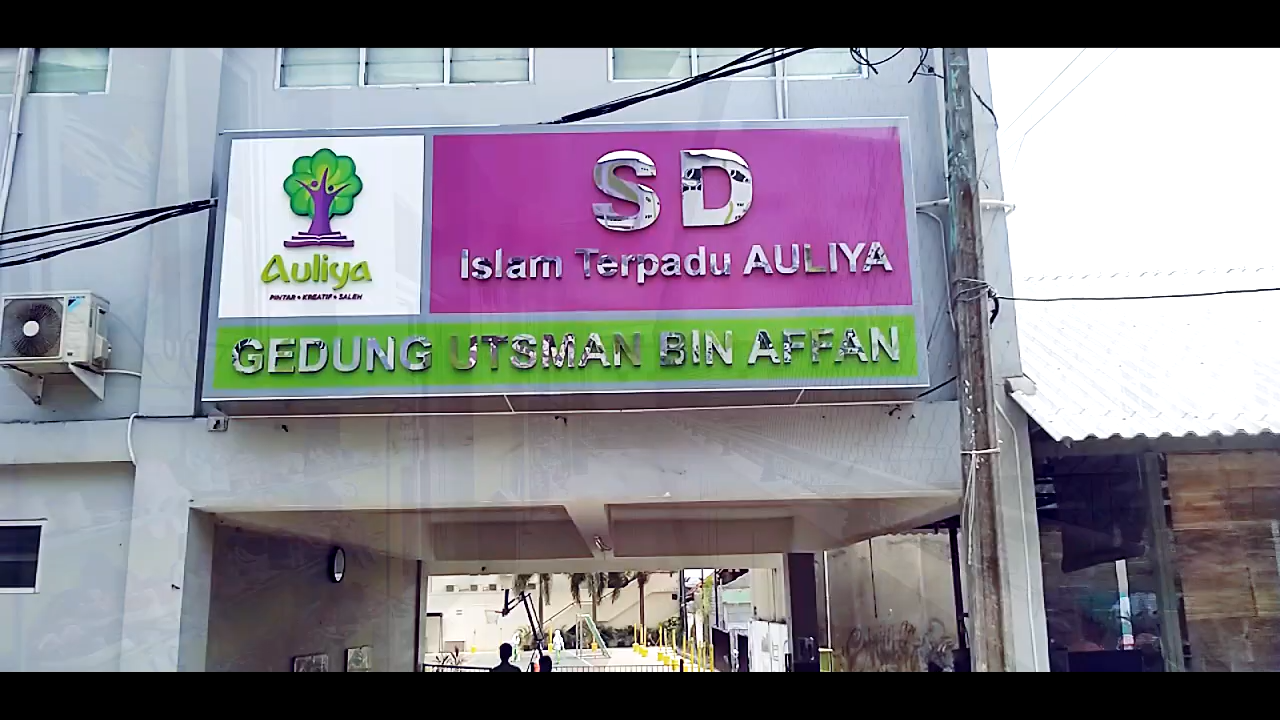 Auliya
PINTAR • KREATIF • SALEH
SD
Islam Terpadu AULIYA
GEDUNG UTSMAN BIN AFFAN